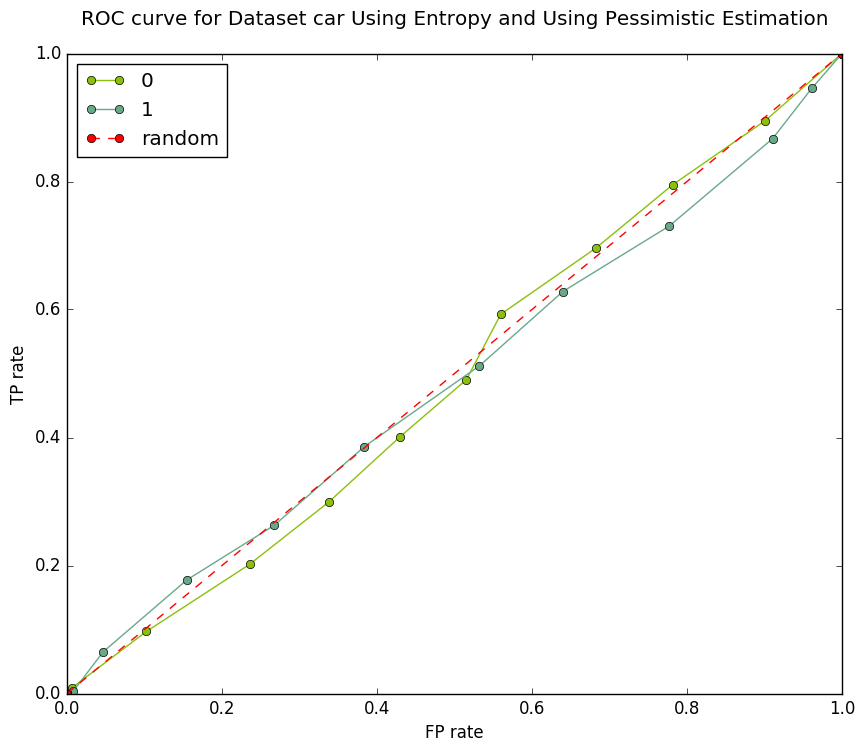 ROC curve for Dataset car Using Entropy and Using Pessimistic Estimation
1.0
0
1
random
0.8
0.6
TP rate
0.4
0.2
0.0
0.0 0.2 0.4 0.6 0.8 1.0
FP rate